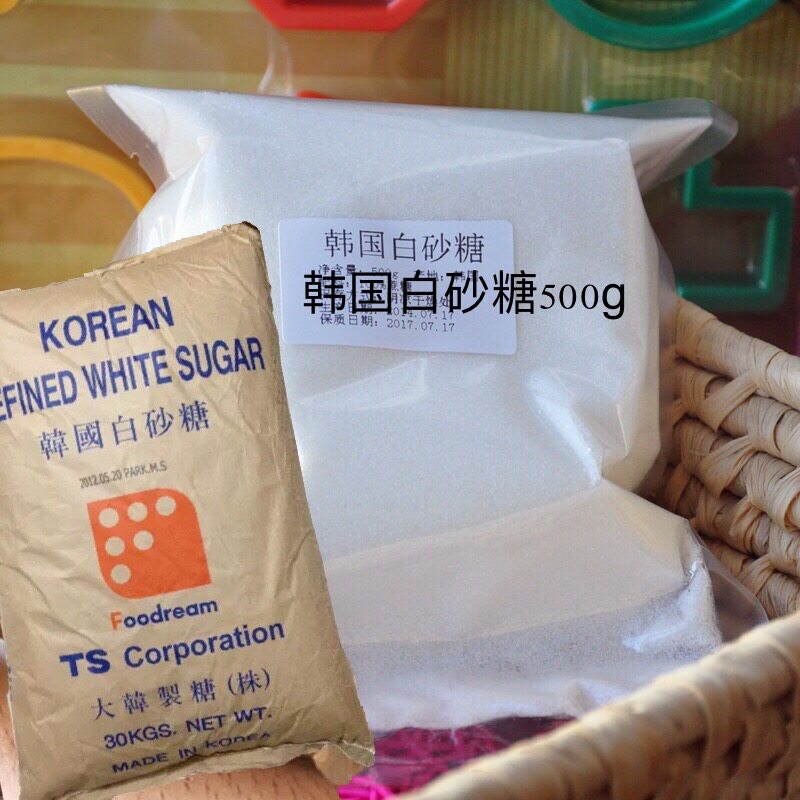 韩国白砂糖
韩国白砂糖500g
保质日期: 2017.07.17
KOREAN
EFINED WHITE SUGAR
韓國白砂糖
2012.05.20 PARK.M.S
Foodream
TS Corporation
大韓製糖(株)
30KGS. NET WT.
MADE IN KOREA